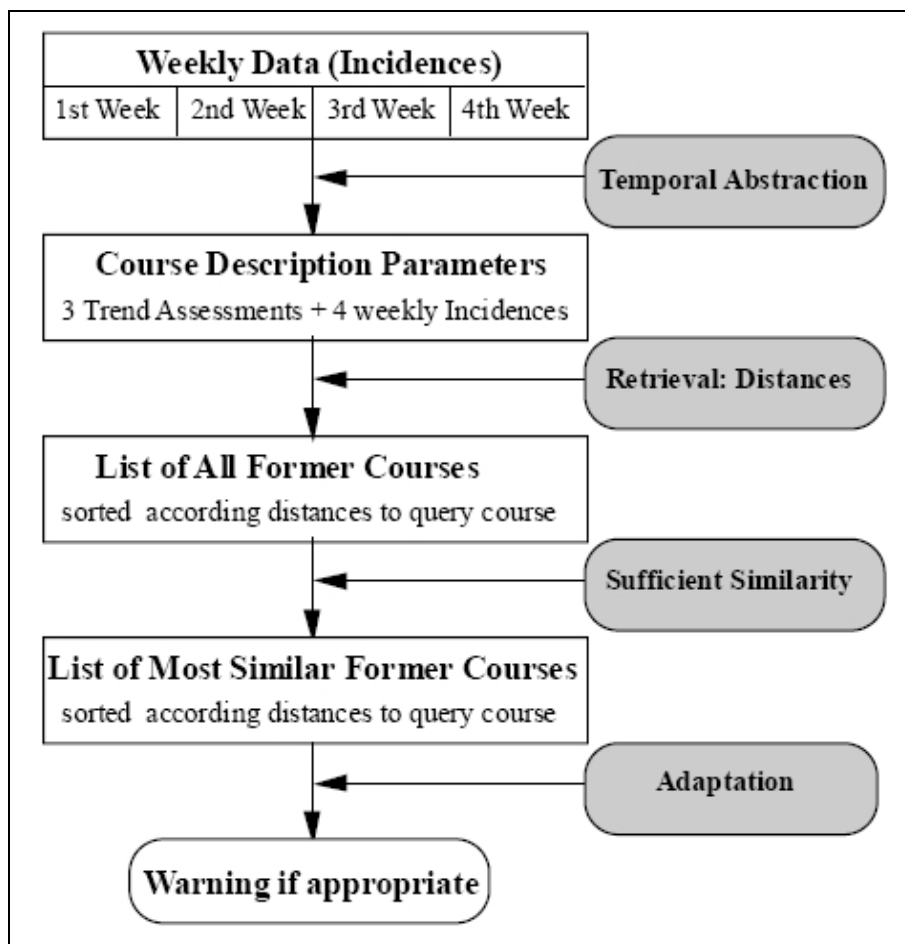 Weekly Data (Incidences)
1st Week 2nd Week 3rd Week 4th Week
Temporal Abstraction
Course Description Parameters
3 Trend Assessments + 4 weekly Incidences
Retrieval: Distances
List of All Former Courses
sorted according distances to query course
Sufficient Similarity
List of Most Similar Former Courses
sorted according distances to query course
Adaptation
Warning if appropriate